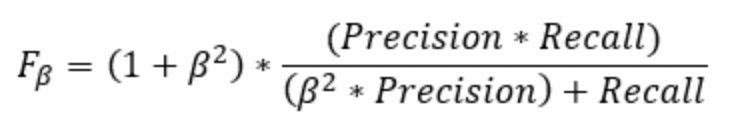 F_β = (1 + β²) * (Precision * Recall) / ((β² * Precision) + Recall)